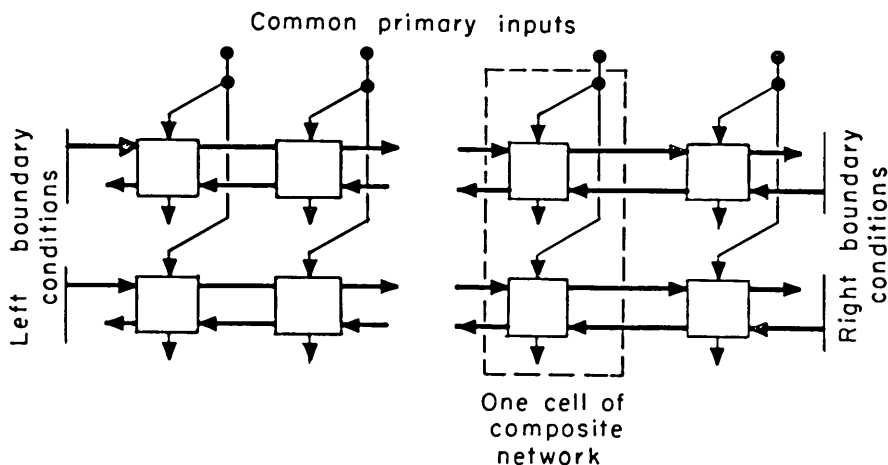 Common primary inputs
Left boundary
conditions
Right boundary
conditions
One cell of
composite
network